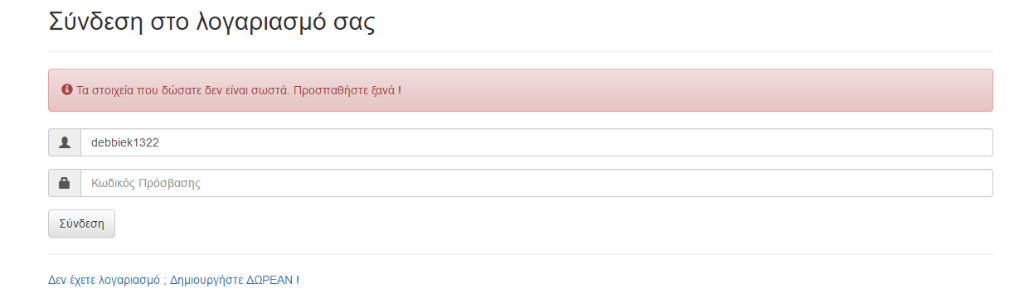 Σύνδεση στο λογαριασμό σας
Τα στοιχεία που δώσατε δεν είναι σωστά. Προσπαθήστε ξανά !
debbiek1322
Κωδικός Πρόσβασης
Σύνδεση
Δεν έχετε λογαριασμό ; Δημιουργήστε ΔΩΡΕΑΝ !